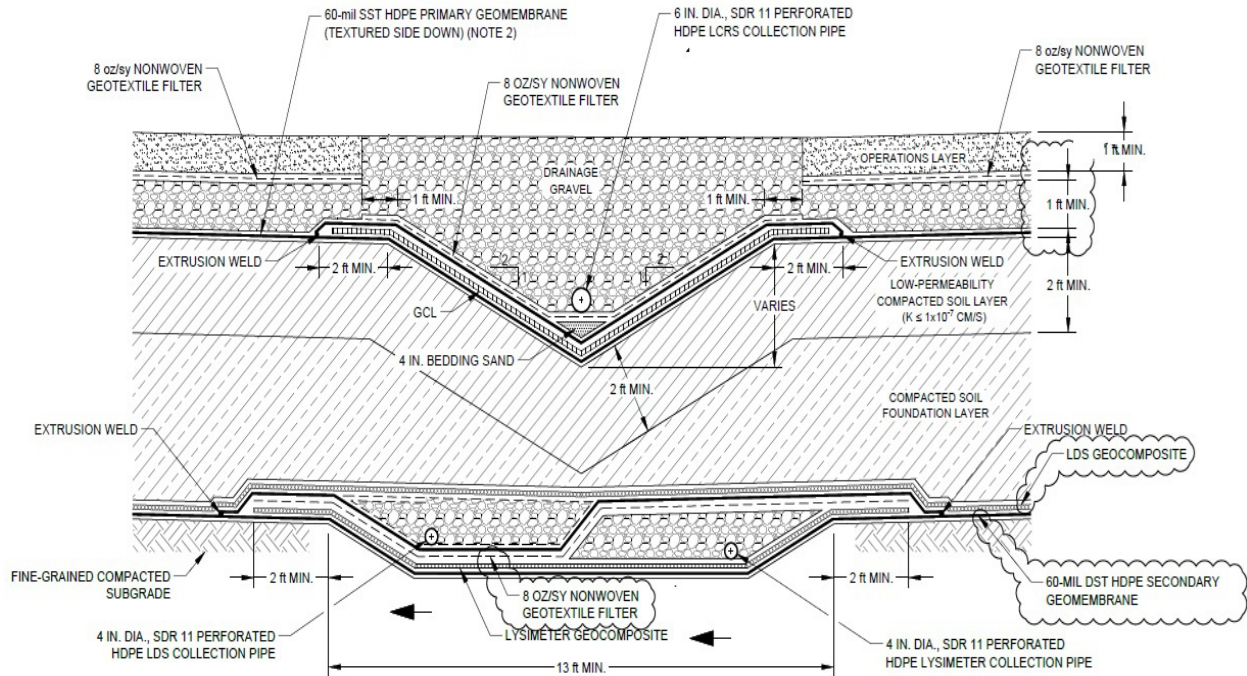 60-mil SST HDPE PRIMARY GEOMEMBRANE
(TEXTURED SIDE DOWN) (NOTE 2)
6 IN. DIA., SDR 11 PERFORATED
HDPE LCRS COLLECTION PIPE
8 oz/sy NONWOVEN
GEOTEXTILE FILTER
8 OZ/SY NONWOVEN
GEOTEXTILE FILTER
8 oz/sy NONWOVEN
GEOTEXTILE FILTER
1 ft MIN.
OPERATIONS LAYER
DRAINAGE
GRAVEL
1 ft MIN.
1 ft MIN.
1 ft MIN.
EXTRUSION WELD
2 ft MIN.
2
1
2
1
2 ft MIN.
EXTRUSION WELD
GCL
VARIES
LOW-PERMEABILITY
COMPACTED SOIL LAYER
(K ≤ 1x10⁻⁷ CM/S)
2 ft MIN.
4 IN. BEDDING SAND
2 ft MIN.
COMPACTED SOIL
FOUNDATION LAYER
EXTRUSION WELD
EXTRUSION WELD
LDS GEOCOMPOSITE
FINE-GRAINED COMPACTED
SUBGRADE
2 ft MIN.
8 OZ/SY NONWOVEN
GEOTEXTILE FILTER
2 ft MIN.
60-MIL DST HDPE SECONDARY
GEOMEMBRANE
LYSIMETER GEOCOMPOSITE
4 IN. DIA., SDR 11 PERFORATED
HDPE LDS COLLECTION PIPE
4 IN. DIA., SDR 11 PERFORATED
HDPE LYSIMETER COLLECTION PIPE
13 ft MIN.